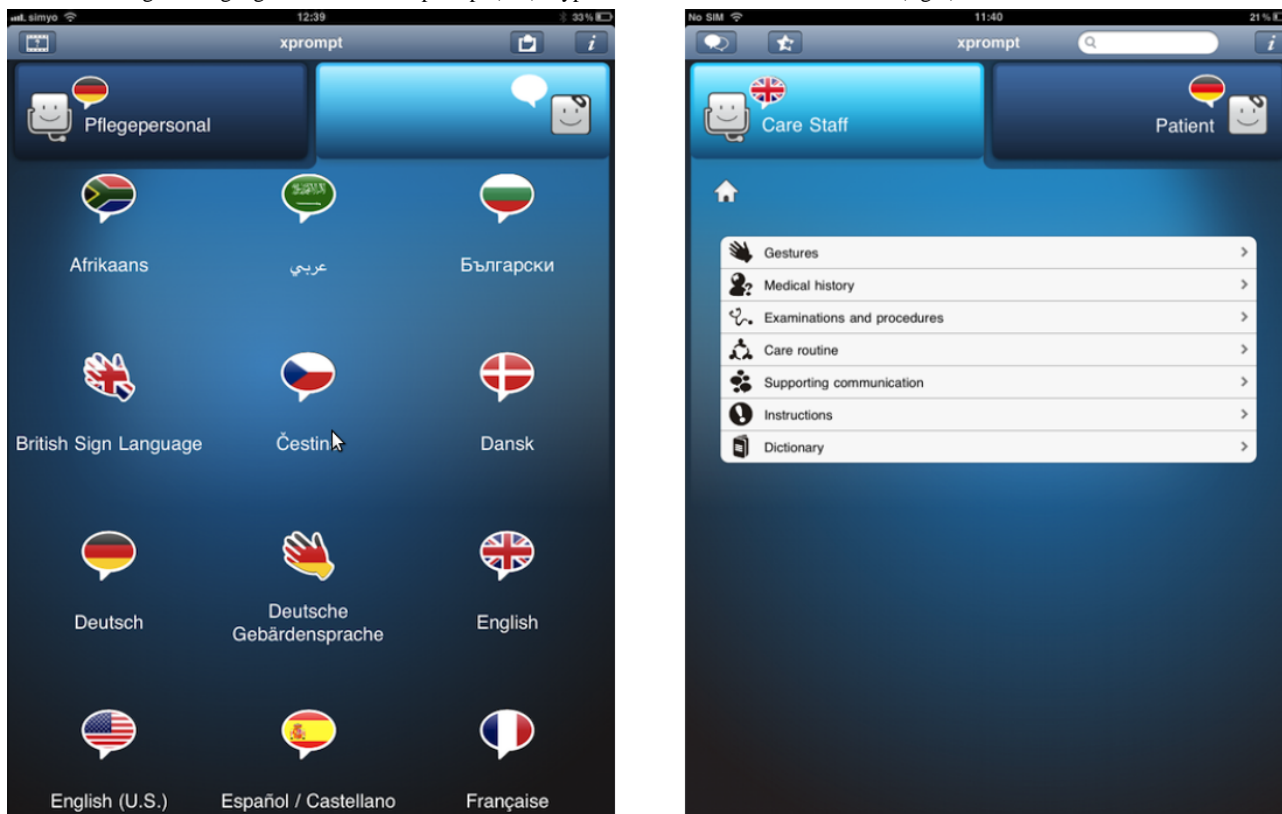 simyo 12:39 33%
xprompt
Pflegepersonal
Afrikaans عربي Български
British Sign Language Češtin Dansk
Deutsch Deutsche Gebärdensprache English
English (U.S.) Español / Castellano Française
No SIM 11:40 21%
xprompt
Care Staff Patient
Gestures
Medical history
Examinations and procedures
Care routine
Supporting communication
Instructions
Dictionary